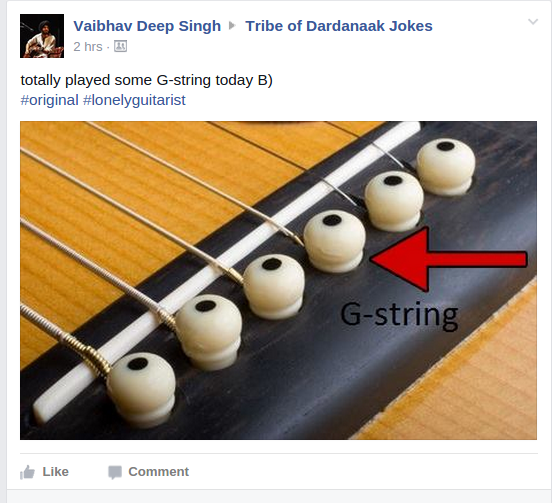 Vaibhav Deep Singh Tribe of Dardanaak Jokes
2 hrs ·
totally played some G-string today B)
#original #lonelyguitarist
G-string
Like Comment